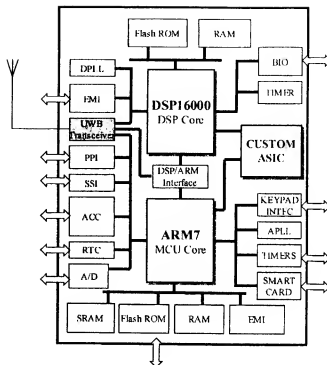 Flash ROM
RAM
DPLL
EMI
UWB
Transceiver
PPI
SSI
ACC
RTC
A/D
DSP16000
DSP Core
DSP/ARM
Interface
ARM7
MCU Core
BIO
TIMER
CUSTOM
ASIC
KEYPAD
INTFC
APLL
TIMERS
SMART
CARD
SRAM
Flash ROM
RAM
EMI